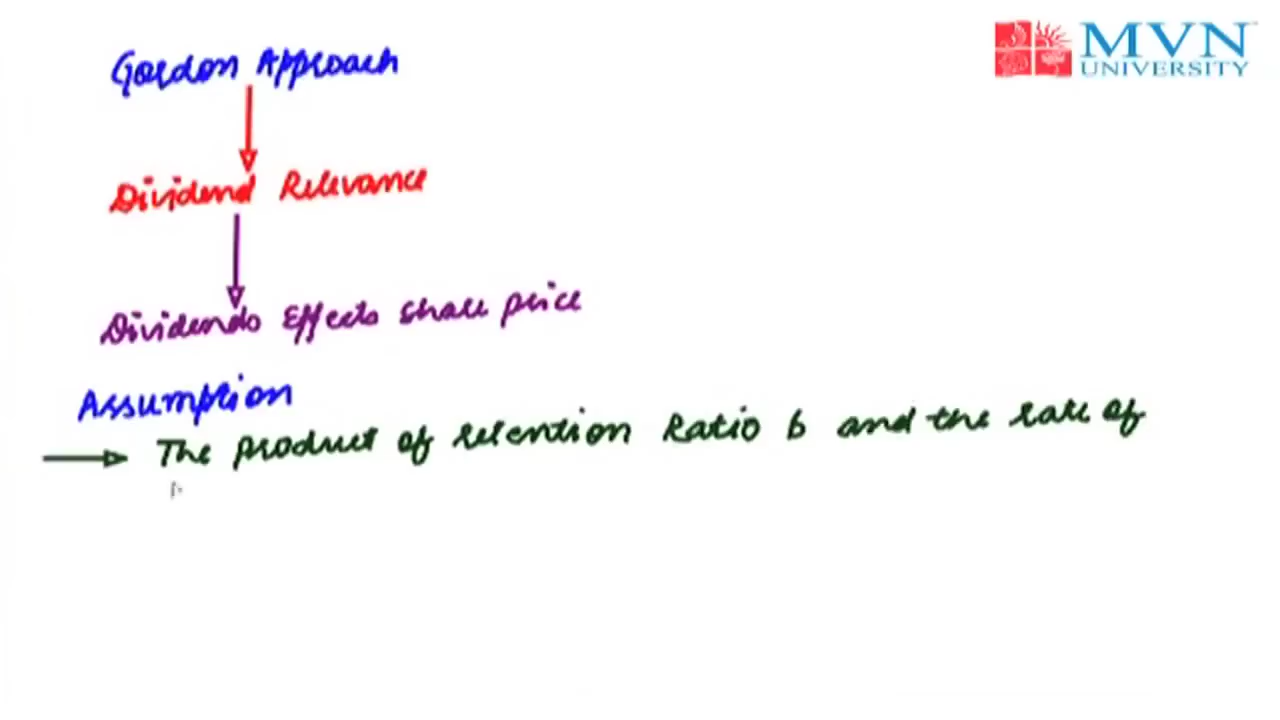 Gordon Approach
MVN
UNIVERSITY
Dividend Relevance
Dividends Effects share price
Assumption
The product of retention Ratio b and the rate of